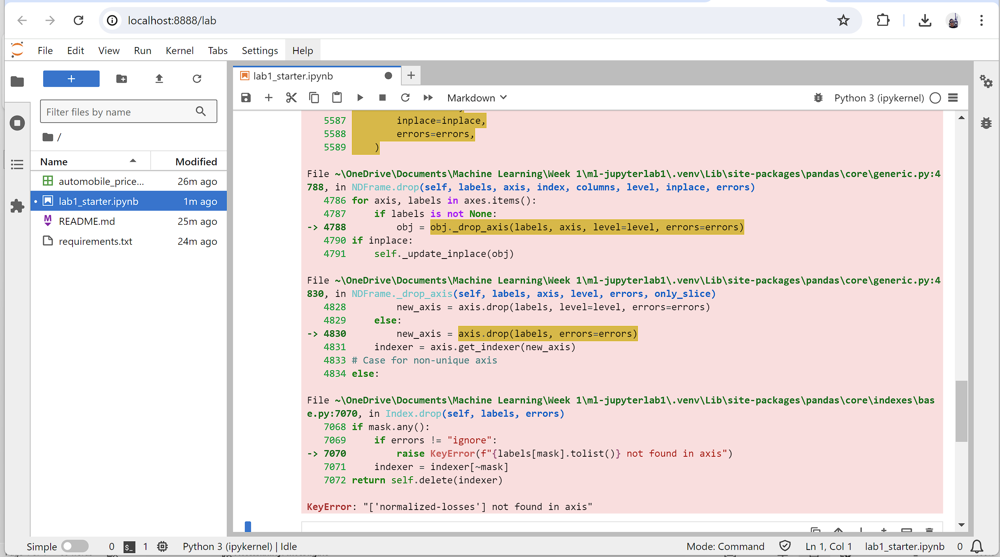 localhost:8888/lab
File Edit View Run Kernel Tabs Settings Help
+
Filter files by name
/
Name Modified
automobile_price... 26m ago
lab1_starter.ipynb 1m ago
README.md 25m ago
requirements.txt 24m ago
lab1_starter.ipynb
Markdown
Python 3 (ipykernel)
5587         inplace=inplace,
5588         errors=errors,
5589     )
File ~\OneDrive\Documents\Machine Learning\Week 1\ml-jupyterlab1\.venv\Lib\site-packages\pandas\core\generic.py:4
788, in NDFrame.drop(self, labels, axis, index, columns, level, inplace, errors)
4786 for axis, labels in axes.items():
4787     if labels is not None:
-> 4788         obj = obj._drop_axis(labels, axis, level=level, errors=errors)
4790 if inplace:
4791     self._update_inplace(obj)
File ~\OneDrive\Documents\Machine Learning\Week 1\ml-jupyterlab1\.venv\Lib\site-packages\pandas\core\generic.py:4
830, in NDFrame._drop_axis(self, labels, axis, level, errors, only_slice)
4828         new_axis = axis.drop(labels, level=level, errors=errors)
4829     else:
-> 4830         new_axis = axis.drop(labels, errors=errors)
4831     indexer = axis.get_indexer(new_axis)
4833 # Case for non-unique axis
4834 else:
File ~\OneDrive\Documents\Machine Learning\Week 1\ml-jupyterlab1\.venv\Lib\site-packages\pandas\core\indexes\bas
e.py:7070, in Index.drop(self, labels, errors)
7068 if mask.any():
7069     if errors != "ignore":
-> 7070         raise KeyError(f"{labels[mask].tolist()} not found in axis")
7071     indexer = indexer[~mask]
7072 return self.delete(indexer)
KeyError: "['normalized-losses'] not found in axis"
Simple 0 $_ 1 Python 3 (ipykernel) | Idle Mode: Command Ln 1, Col 1 lab1_starter.ipynb 0